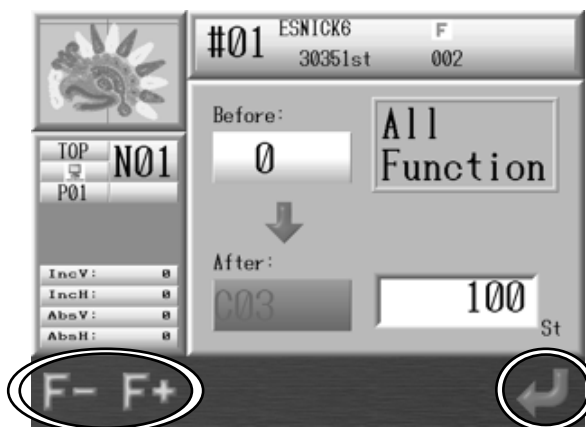 #01 ESNICK6 F
30351st 002
TOP N01
P01
IncV: 0
IncH: 0
AbsV: 0
AbsH: 0
Before:
0
All
Function
After:
C03
100
St
F- F+